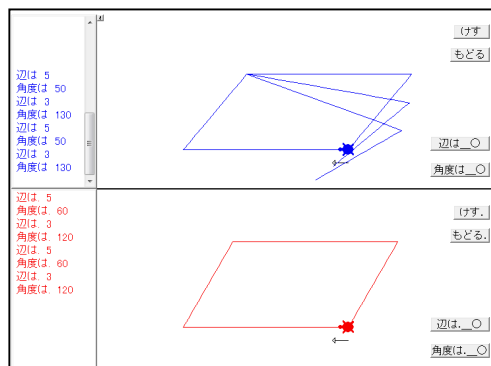 辺は 5
角度は 50
辺は 3
角度は 130
辺は 5
角度は 50
辺は 3
角度は 130
けす
もどる
辺は__○
角度は__○
辺は. 5
角度は. 60
辺は. 3
角度は. 120
辺は. 5
角度は. 60
辺は. 3
角度は. 120
けす.
もどる.
辺は.__○
角度は.__○